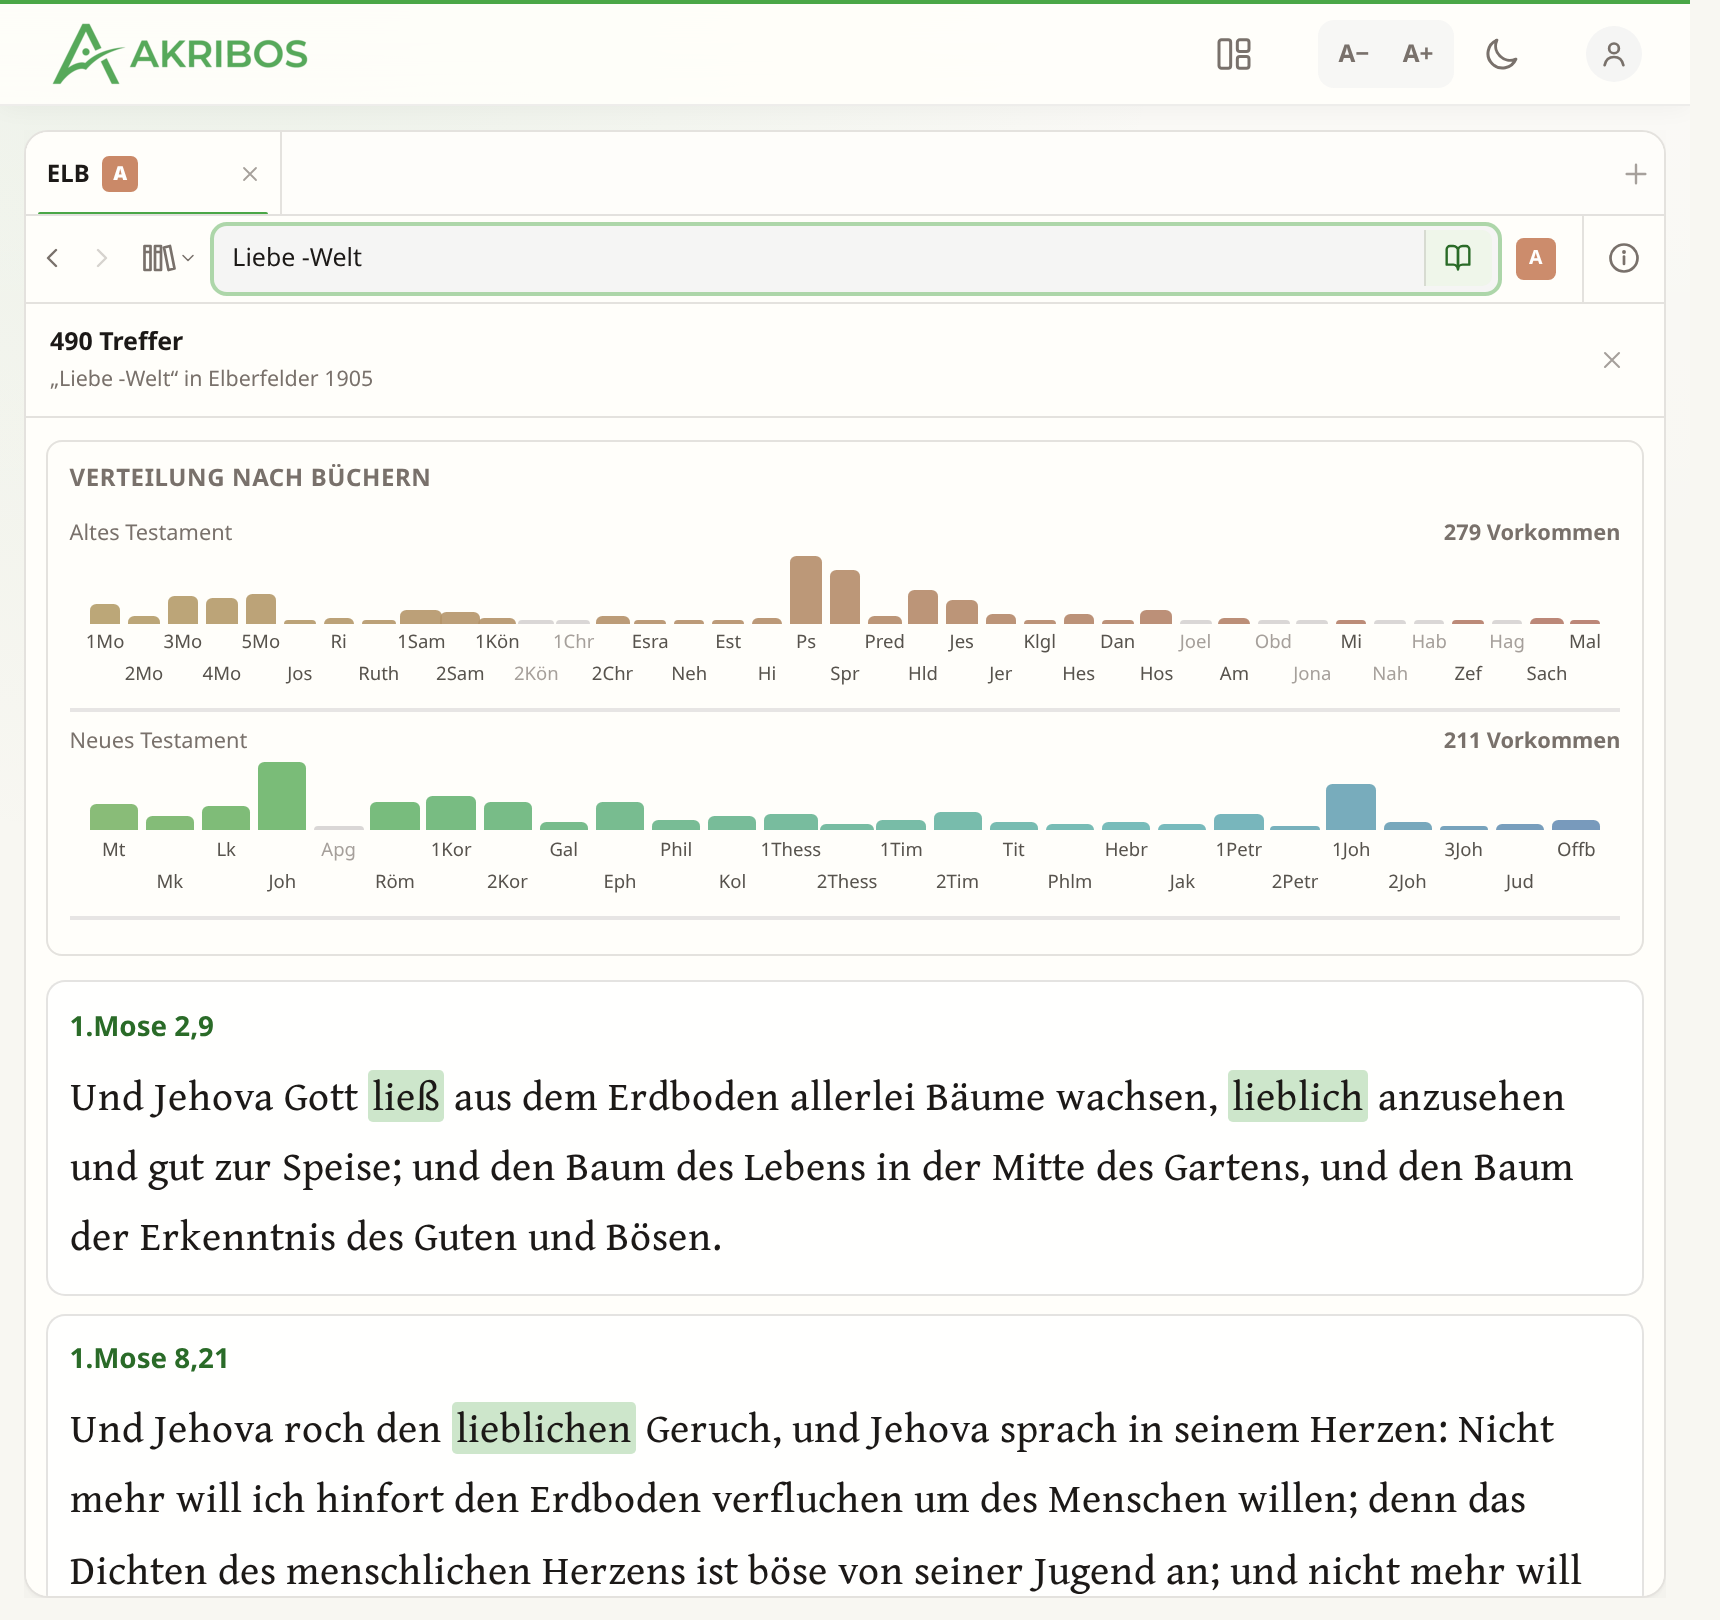 AKRIBOS
A− A+
ELB A
Liebe -Welt
A
490 Treffer
„Liebe -Welt“ in Elberfelder 1905
VERTEILUNG NACH BÜCHERN
Altes Testament 279 Vorkommen
1Mo 3Mo 5Mo Ri 1Sam 1Kön 1Chr Esra Est Ps Pred Jes Klgl Dan Joel Obd Mi Hab Hag Mal
2Mo 4Mo Jos Ruth 2Sam 2Kön 2Chr Neh Hi Spr Hld Jer Hes Hos Am Jona Nah Zef Sach
Neues Testament 211 Vorkommen
Mt Lk Apg 1Kor Gal Phil 1Thess 1Tim Tit Hebr 1Petr 1Joh 3Joh Offb
Mk Joh Röm 2Kor Eph Kol 2Thess 2Tim Phlm Jak 2Petr 2Joh Jud
1.Mose 2,9
Und Jehova Gott ließ aus dem Erdboden allerlei Bäume wachsen, lieblich anzusehen
und gut zur Speise; und den Baum des Lebens in der Mitte des Gartens, und den Baum
der Erkenntnis des Guten und Bösen.
1.Mose 8,21
Und Jehova roch den lieblichen Geruch, und Jehova sprach in seinem Herzen: Nicht
mehr will ich hinfort den Erdboden verfluchen um des Menschen willen; denn das
Dichten des menschlichen Herzens ist böse von seiner Jugend an; und nicht mehr will